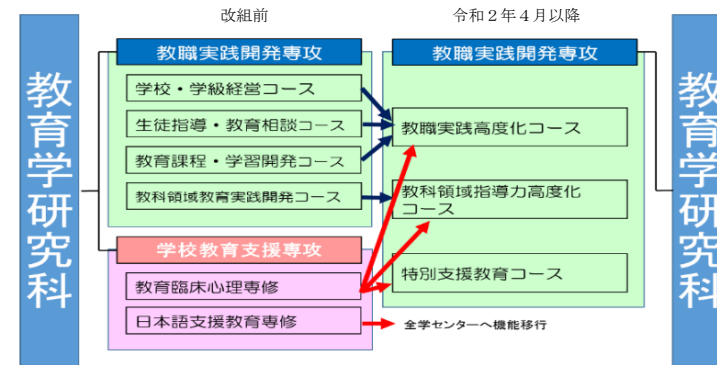 改組前
令和２年４月以降
教育学研究科
教職実践開発専攻
学校・学級経営コース
生徒指導・教育相談コース
教育課程・学習開発コース
教科領域教育実践開発コース
学校教育支援専攻
教育臨床心理専修
日本語支援教育専修
教職実践開発専攻
教職実践高度化コース
教科領域指導力高度化
コース
特別支援教育コース
全学センターへ機能移行
教育学研究科